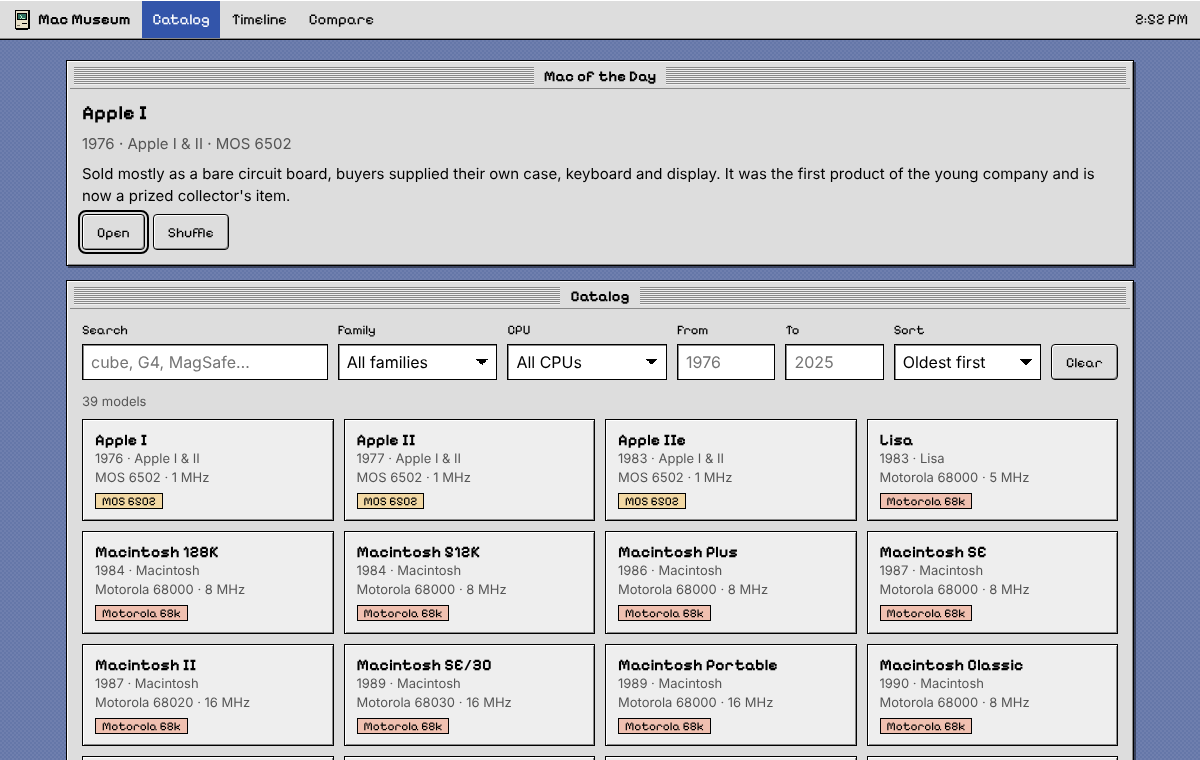 Mac Museum Catalog Timeline Compare 2:52 PM
Mac of the Day
Apple I
1976 · Apple I & II · MOS 6502
Sold mostly as a bare circuit board, buyers supplied their own case, keyboard and display. It was the first product of the young company and is
now a prized collector's item.
Open Shuffle
Catalog
Search Family CPU From To Sort
cube, G4, MagSafe... All families All CPUs 1976 2025 Oldest first Clear
39 models
Apple I Apple II Apple IIe Lisa
1976 · Apple I & II 1977 · Apple I & II 1983 · Apple I & II 1983 · Lisa
MOS 6502 · 1 MHz MOS 6502 · 1 MHz MOS 6502 · 1 MHz Motorola 68000 · 5 MHz
MOS 6502 MOS 6502 MOS 6502 Motorola 68k
Macintosh 128K Macintosh 512K Macintosh Plus Macintosh SE
1984 · Macintosh 1984 · Macintosh 1986 · Macintosh 1987 · Macintosh
Motorola 68000 · 8 MHz Motorola 68000 · 8 MHz Motorola 68000 · 8 MHz Motorola 68000 · 8 MHz
Motorola 68k Motorola 68k Motorola 68k Motorola 68k
Macintosh II Macintosh SE/30 Macintosh Portable Macintosh Classic
1987 · Macintosh 1989 · Macintosh 1989 · Macintosh 1990 · Macintosh
Motorola 68020 · 16 MHz Motorola 68030 · 16 MHz Motorola 68000 · 16 MHz Motorola 68000 · 8 MHz
Motorola 68k Motorola 68k Motorola 68k Motorola 68k